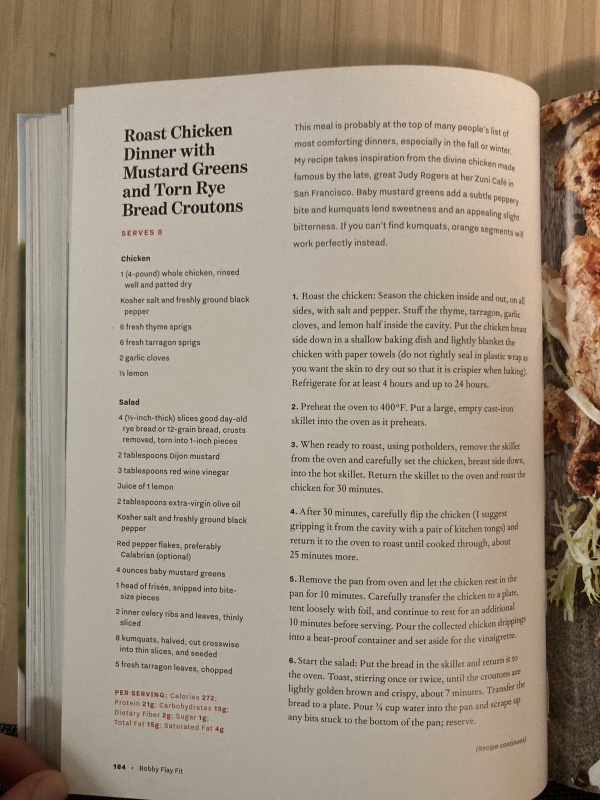 Roast Chicken
Dinner with
Mustard Greens
and Torn Rye
Bread Croutons
SERVES 8
Chicken
1 (4-pound) whole chicken, rinsed
well and patted dry
Kosher salt and freshly ground black
pepper
6 fresh thyme sprigs
6 fresh tarragon sprigs
2 garlic cloves
½ lemon
Salad
4 (½-inch-thick) slices good day-old
rye bread or 12-grain bread, crusts
removed, torn into 1-inch pieces
2 tablespoons Dijon mustard
3 tablespoons red wine vinegar
Juice of 1 lemon
2 tablespoons extra-virgin olive oil
Kosher salt and freshly ground black
pepper
Red pepper flakes, preferably
Calabrian (optional)
4 ounces baby mustard greens
1 head of frisée, snipped into bite-
size pieces
2 inner celery ribs and leaves, thinly
sliced
8 kumquats, halved, cut crosswise
into thin slices, and seeded
5 fresh tarragon leaves, chopped
PER SERVING: Calories 272;
Protein 21g; Carbohydrates 13g;
Dietary Fiber 2g; Sugar 1g;
Total Fat 15g; Saturated Fat 4g
This meal is probably at the top of many people's list of
most comforting dinners, especially in the fall or winter.
My recipe takes inspiration from the divine chicken made
famous by the late, great Judy Rogers at her Zuni Café in
San Francisco. Baby mustard greens add a subtle peppery
bite and kumquats lend sweetness and an appealing slight
bitterness. If you can't find kumquats, orange segments will
work perfectly instead.
1. Roast the chicken: Season the chicken inside and out, on all
sides, with salt and pepper. Stuff the thyme, tarragon, garlic
cloves, and lemon half inside the cavity. Put the chicken breast
side down in a shallow baking dish and lightly blanket the
chicken with paper towels (do not tightly seal in plastic wrap as
you want the skin to dry out so that it is crispier when baking).
Refrigerate for at least 4 hours and up to 24 hours.
2. Preheat the oven to 400°F. Put a large, empty cast-iron
skillet into the oven as it preheats.
3. When ready to roast, using potholders, remove the skillet
from the oven and carefully set the chicken, breast side down,
into the hot skillet. Return the skillet to the oven and roast the
chicken for 30 minutes.
4. After 30 minutes, carefully flip the chicken (I suggest
gripping it from the cavity with a pair of kitchen tongs) and
return it to the oven to roast until cooked through, about
25 minutes more.
5. Remove the pan from oven and let the chicken rest in the
pan for 10 minutes. Carefully transfer the chicken to a plate,
tent loosely with foil, and continue to rest for an additional
10 minutes before serving. Pour the collected chicken drippings
into a heat-proof container and set aside for the vinaigrette.
6. Start the salad: Put the bread in the skillet and return it to
the oven. Toast, stirring once or twice, until the croutons are
lightly golden brown and crispy, about 7 minutes. Transfer the
bread to a plate. Pour ¼ cup water into the pan and scrape up
any bits stuck to the bottom of the pan; reserve.
(Recipe continues)
184 • Bobby Flay Fit